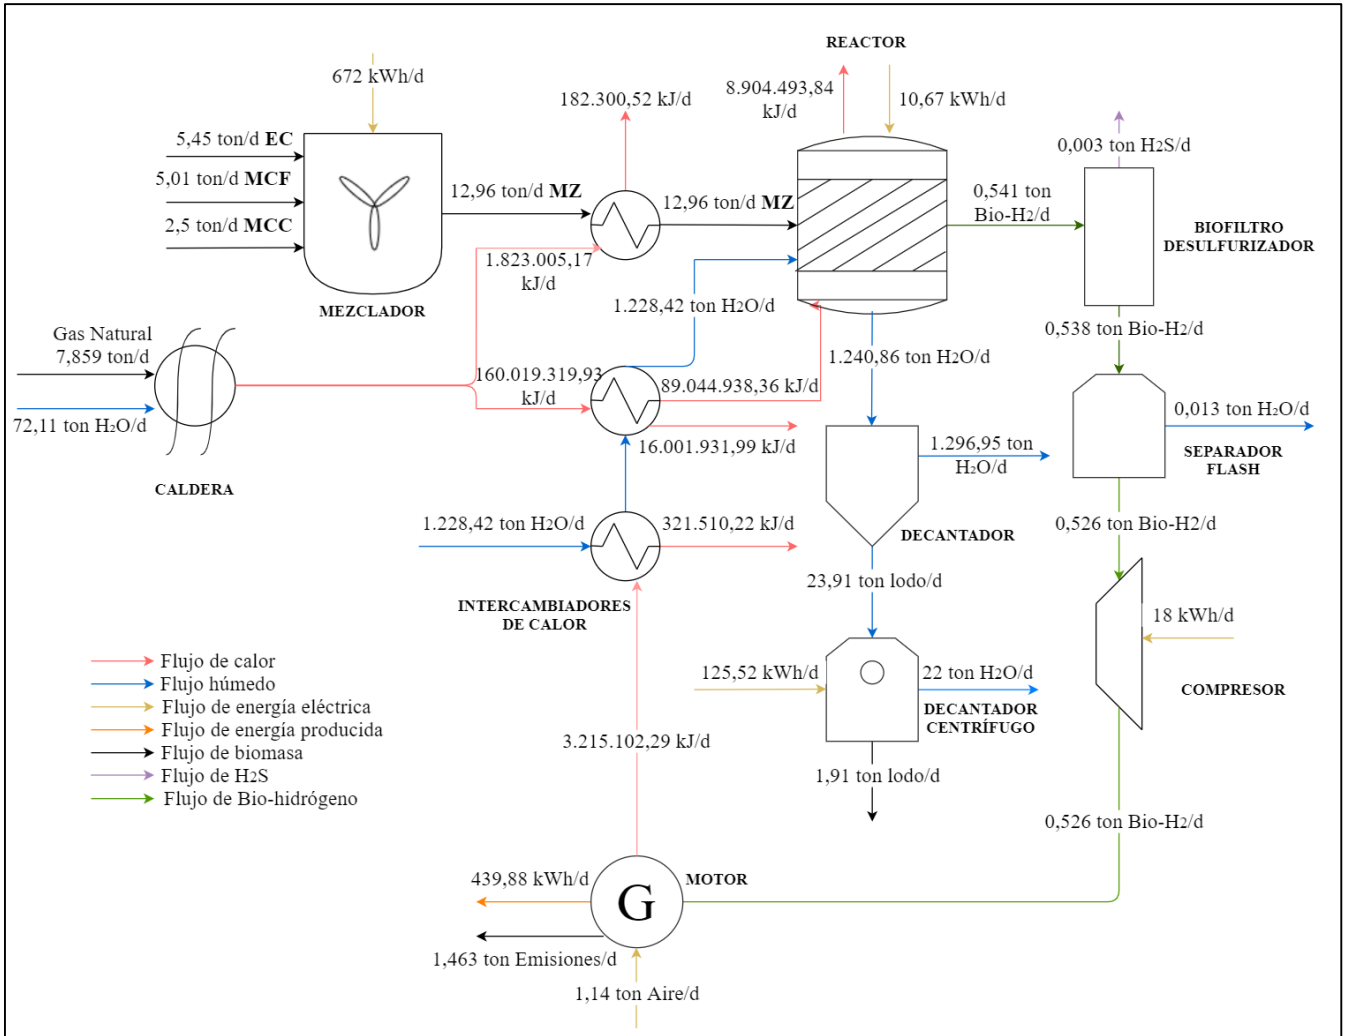 REACTOR
672 kWh/d
182.300,52 kJ/d
8.904.493,84
kJ/d
10,67 kWh/d
5,45 ton/d EC
5,01 ton/d MCF
2,5 ton/d MCC
12,96 ton/d MZ
12,96 ton/d MZ
0,003 ton H2S/d
0,541 ton
Bio-H2/d
BIOFILTRO
DESULFURIZADOR
1.823.005,17
kJ/d
MEZCLADOR
1.228,42 ton H2O/d
0,538 ton Bio-H2/d
Gas Natural
7,859 ton/d
1.240,86 ton H2O/d
160.019.319,93
kJ/d
89.044.938,36 kJ/d
72,11 ton H2O/d
0,013 ton H2O/d
16.001.931,99 kJ/d
1.296,95 ton
H2O/d
SEPARADOR
FLASH
CALDERA
1.228,42 ton H2O/d
321.510,22 kJ/d
DECANTADOR
0,526 ton Bio-H2/d
23,91 ton lodo/d
INTERCAMBIADORES
DE CALOR
18 kWh/d
Flujo de calor
Flujo húmedo
Flujo de energía eléctrica
Flujo de energía producida
Flujo de biomasa
Flujo de H2S
Flujo de Bio-hidrógeno
125,52 kWh/d
22 ton H2O/d
DECANTADOR
CENTRÍFUGO
COMPRESOR
3.215.102,29 kJ/d
1,91 ton lodo/d
0,526 ton Bio-H2/d
439,88 kWh/d
MOTOR
G
1,463 ton Emisiones/d
1,14 ton Aire/d